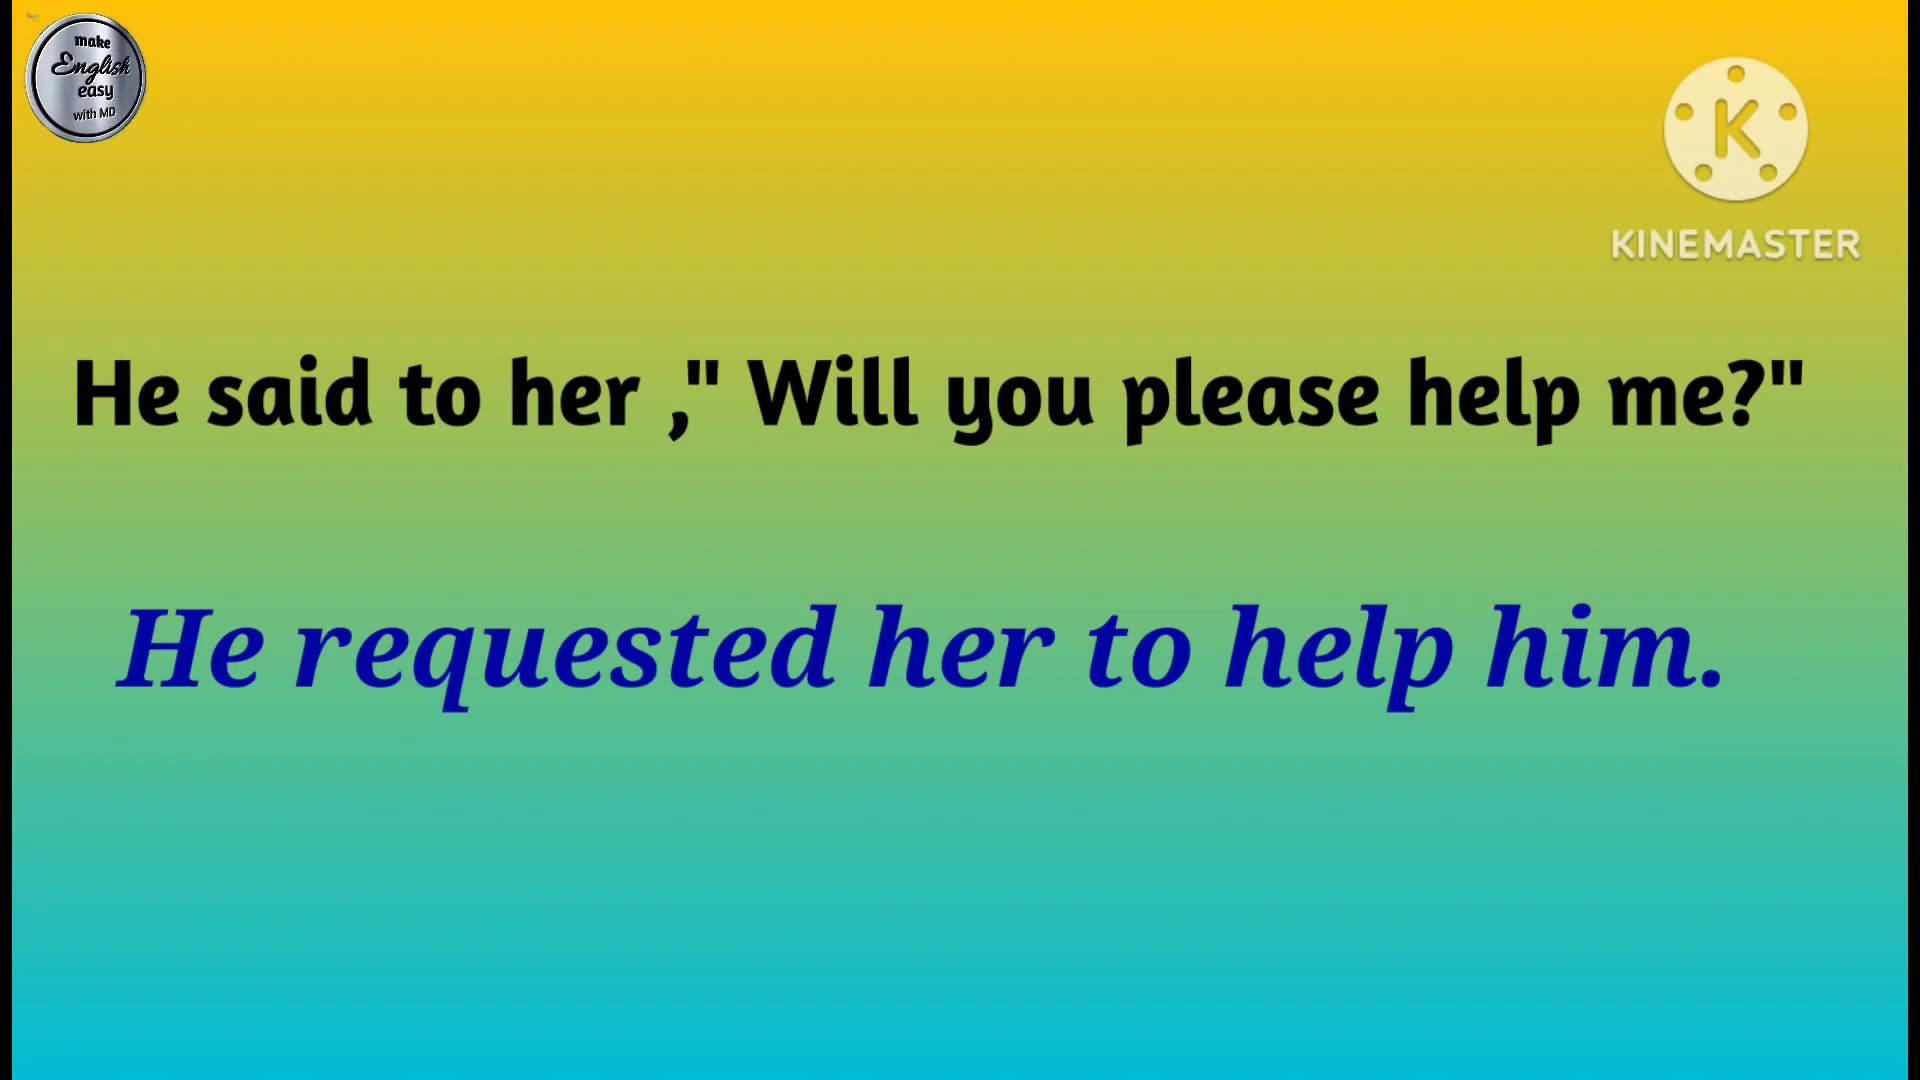 make
English
easy
with MD
KINEMASTER
He said to her ," Will you please help me?"
He requested her to help him.